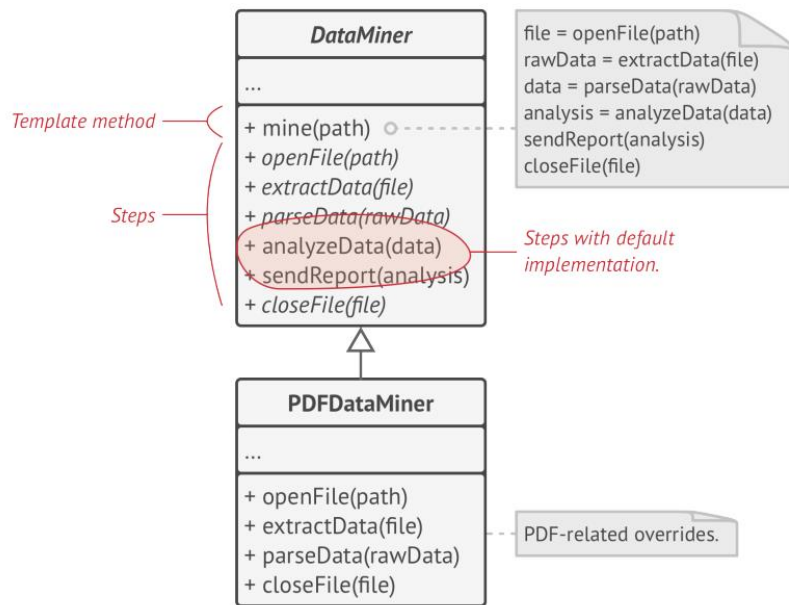 DataMiner
...
Template method
+ mine(path)
file = openFile(path)
rawData = extractData(file)
data = parseData(rawData)
analysis = analyzeData(data)
sendReport(analysis)
closeFile(file)
Steps
+ openFile(path)
+ extractData(file)
+ parseData(rawData)
+ analyzeData(data)
+ sendReport(analysis)
+ closeFile(file)
Steps with default
implementation.
PDFDataMiner
...
+ openFile(path)
+ extractData(file)
+ parseData(rawData)
+ closeFile(file)
PDF-related overrides.